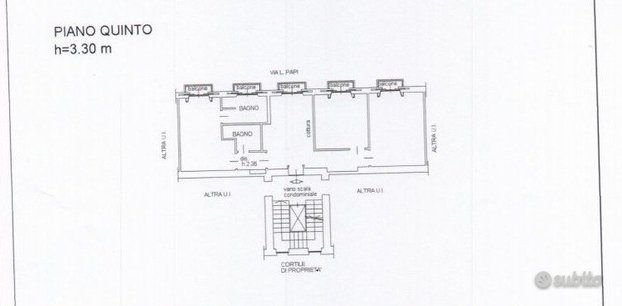 PIANO QUINTO
h=3.30 m
VIA L. PAPI
balcone balcone balcone balcone balcone
BAGNO
BAGNO
cottura
ALTRA U.I.
ALTRA U.I.
dis.
h:2.35
vano scala
condominiale
ALTRA U.I.
ALTRA U.I.
CORTILE
DI PROPRIETA'
subito